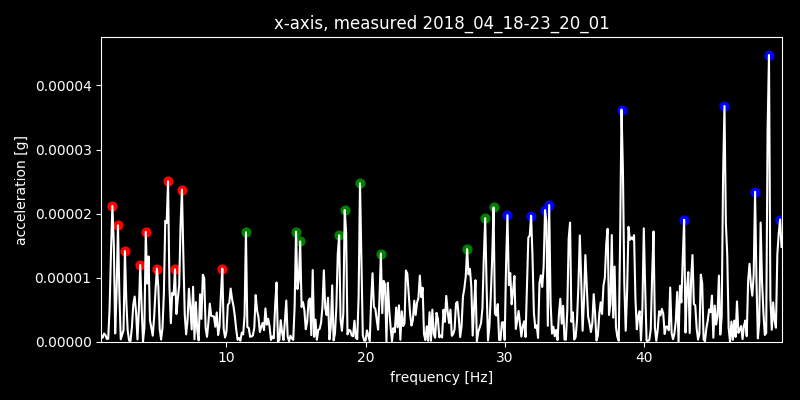 x-axis, measured 2018_04_18-23_20_01
acceleration [g]
0.00004
0.00003
0.00002
0.00001
0.00000
10 20 30 40
frequency [Hz]